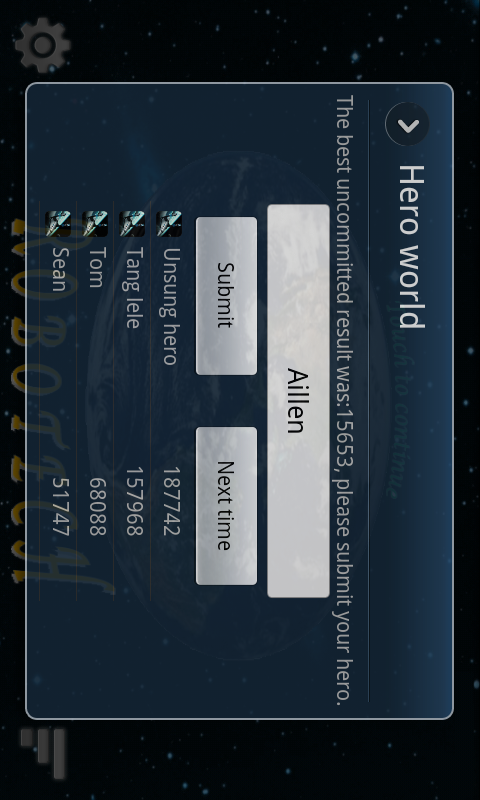 Hero world
The best uncommitted result was:15653, please submit your hero.
Aillen
Submit
Next time
Unsung hero 187742
Tang lele 157968
Tom 68088
Sean 51747
Touch to continue
ROBOTECH